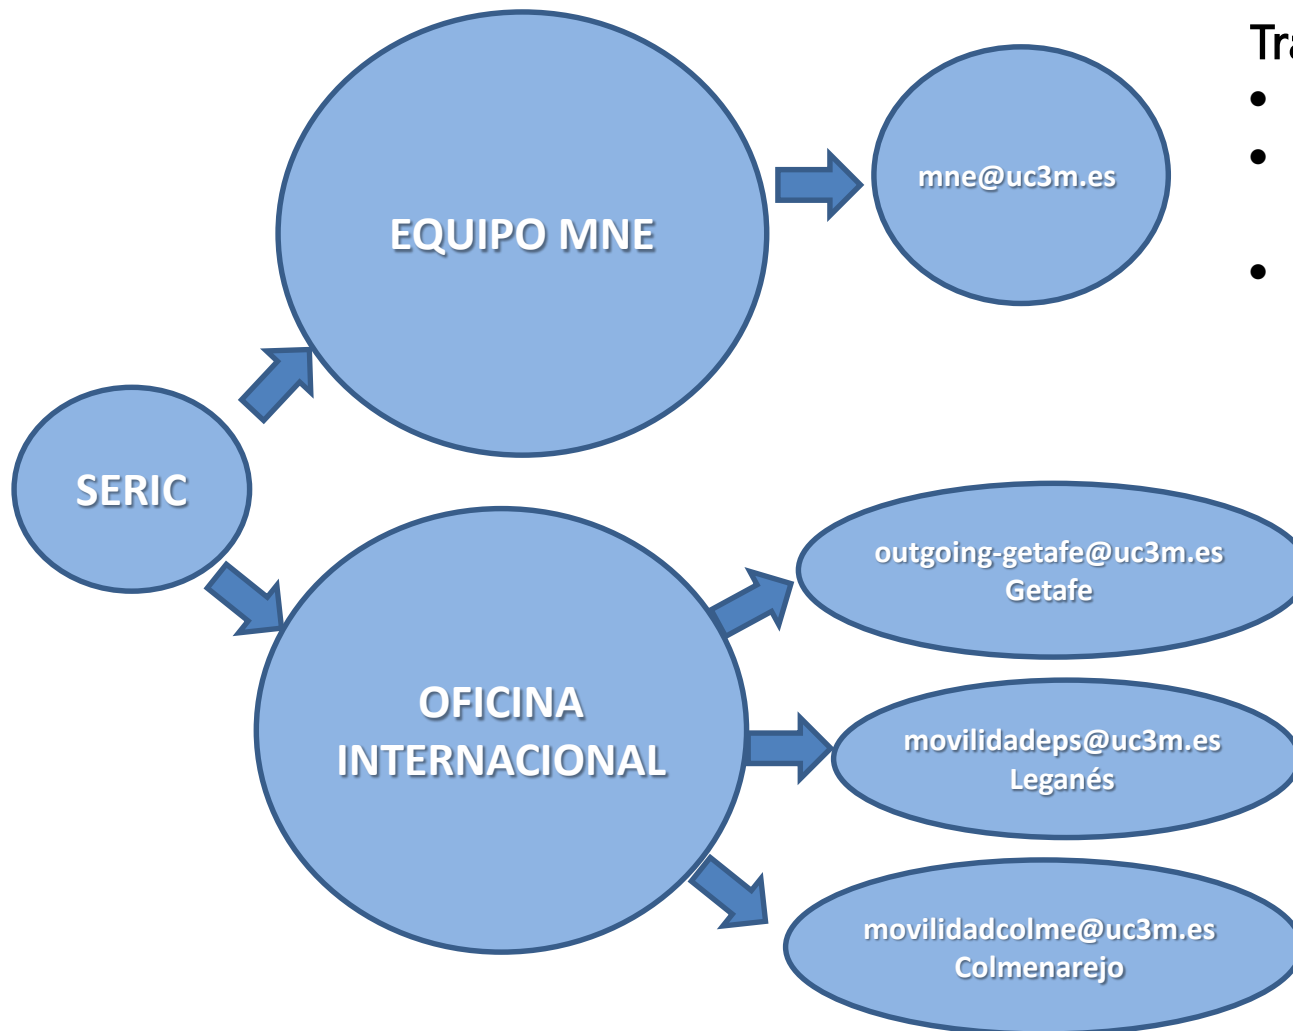 EQUIPO MNE
mne@uc3m.es
SERIC
OFICINA
INTERNACIONAL
outgoing-getafe@uc3m.es
Getafe
movilidadeps@uc3m.es
Leganés
movilidadcolme@uc3m.es
Colmenarejo